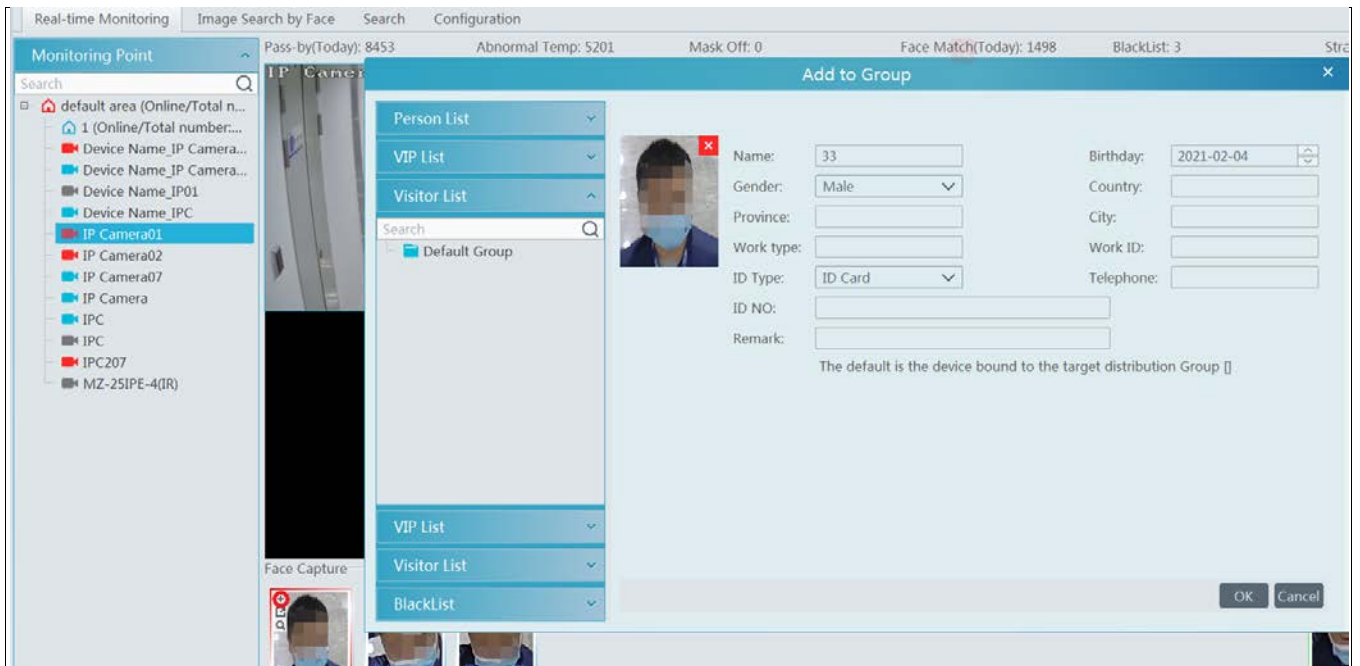 Real-time Monitoring Image Search by Face Search Configuration
Monitoring Point
Pass-by(Today): 8453 Abnormal Temp: 5201 Mask Off: 0 Face Match(Today): 1498 BlackList: 3
Search
default area (Online/Total n...
1 (Online/Total number:...
Device Name_IP Camera...
Device Name_IP Camera...
Device Name_IP01
Device Name_IPC
IP Camera01
IP Camera02
IP Camera07
IP Camera
IPC
IPC
IPC207
MZ-25IPE-4(IR)
Add to Group
Person List
VIP List
Visitor List
Search
Default Group
VIP List
Visitor List
BlackList
Name: 33 Birthday: 2021-02-04
Gender: Male Country:
Province: City:
Work type: Work ID:
ID Type: ID Card Telephone:
ID NO:
Remark:
The default is the device bound to the target distribution Group []
OK Cancel
Face Capture